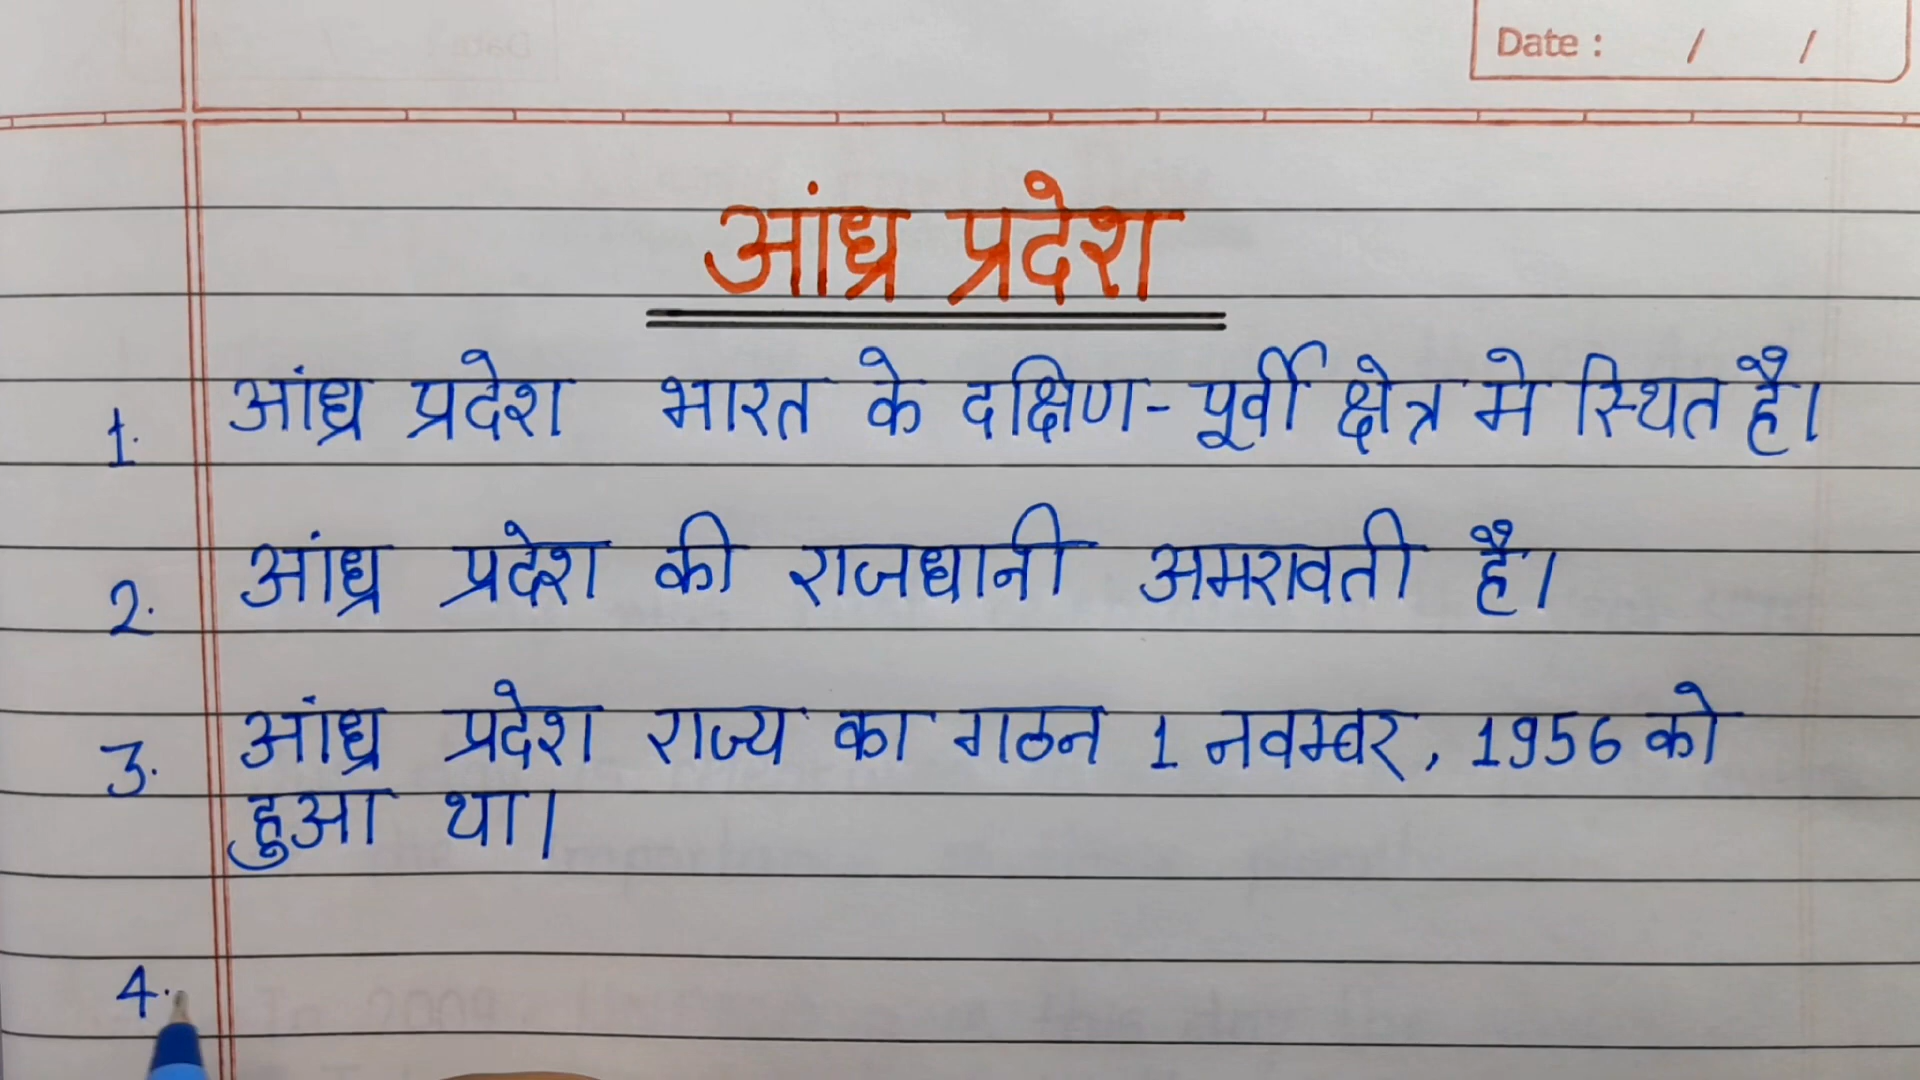 Date : / /
आंध्र प्रदेश
1. आंध्र प्रदेश भारत के दक्षिण-पूर्वी क्षेत्र मे स्थित है।
2. आंध्र प्रदेश की राजधानी अमरावती है।
3. आंध्र प्रदेश राज्य का गठन 1 नवम्बर, 1956 को
हुआ था।
4.